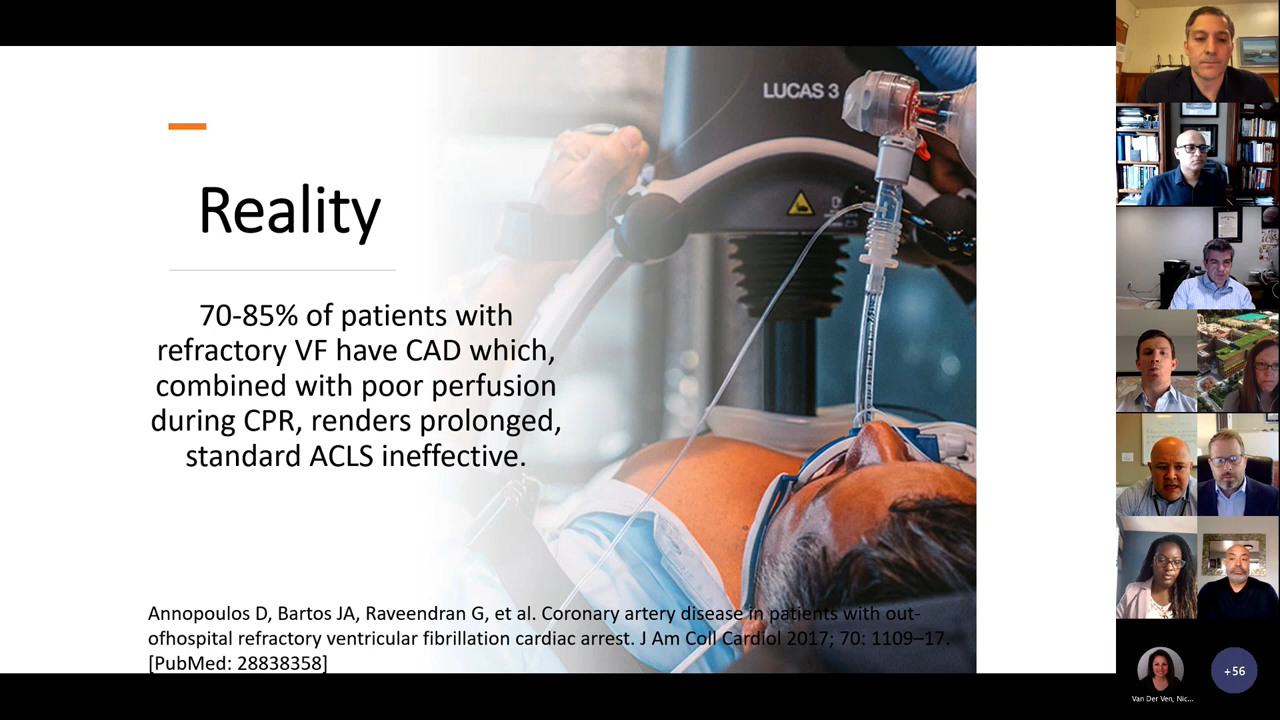 LUCAS 3
Reality
70-85% of patients with
refractory VF have CAD which,
combined with poor perfusion
during CPR, renders prolonged,
standard ACLS ineffective.
Annopoulos D, Bartos JA, Raveendran G, et al. Coronary artery disease in patients with out-
ofhospital refractory ventricular fibrillation cardiac arrest. J Am Coll Cardiol 2017; 70: 1109–17.
[PubMed: 28838358]
Van Der Ven, Nic...
+56